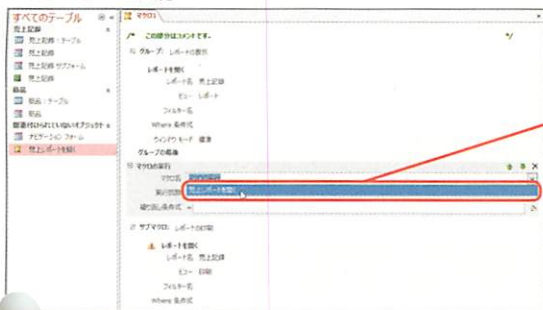 すべてのテーブル
売上記録
売上記録 : テーブル
売上記録
売上記録 サブフォーム
売上記録
部品
部品 : テーブル
部品
関連付けられていないオブジェクト
ナビゲーション フォーム
売上レポートを開く
マクロ1
/* この部分はコメントです。 */
グループ: レポートの表示
レポートを開く
レポート名 売上記録
ビュー レポート
フィルター名
Where 条件式
ウィンドウ モード 標準
グループの最後
マクロの実行
マクロ名
売上レポートを開く
繰り返し条件式 =
サブマクロ: レポートの印刷
レポートを開く
レポート名 売上記録
ビュー 印刷
フィルター名
Where 条件式